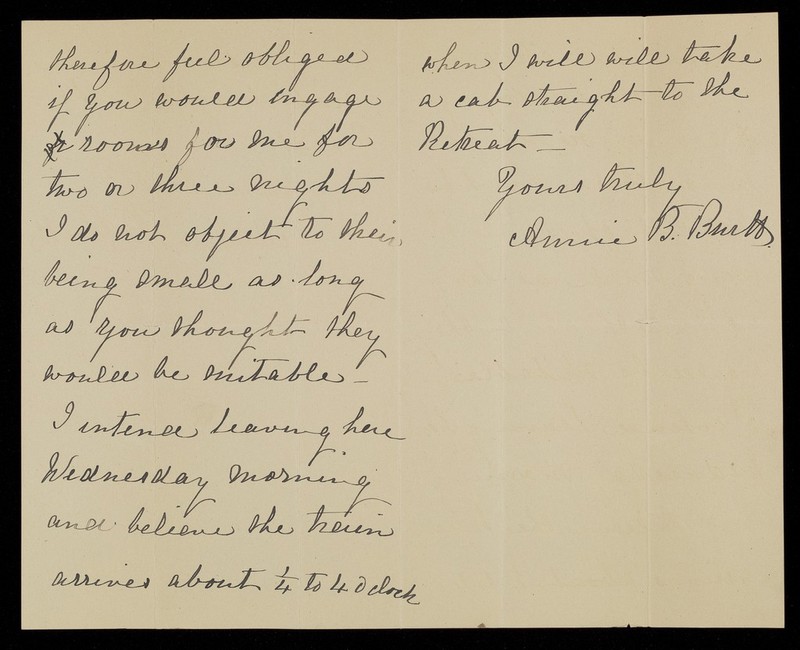 therefore feel obliged
if you would engage
rooms for me for
two or three nights
I do not object to their
being small as long
as you thought they
would be suitable -
I intend leaving here
Wednesday morning
and believe the train
arrives about ¼ to 4 O'clock
when I will will take
a cab straight to the
Retreat -
Yours truly
Annie B. Burtt.